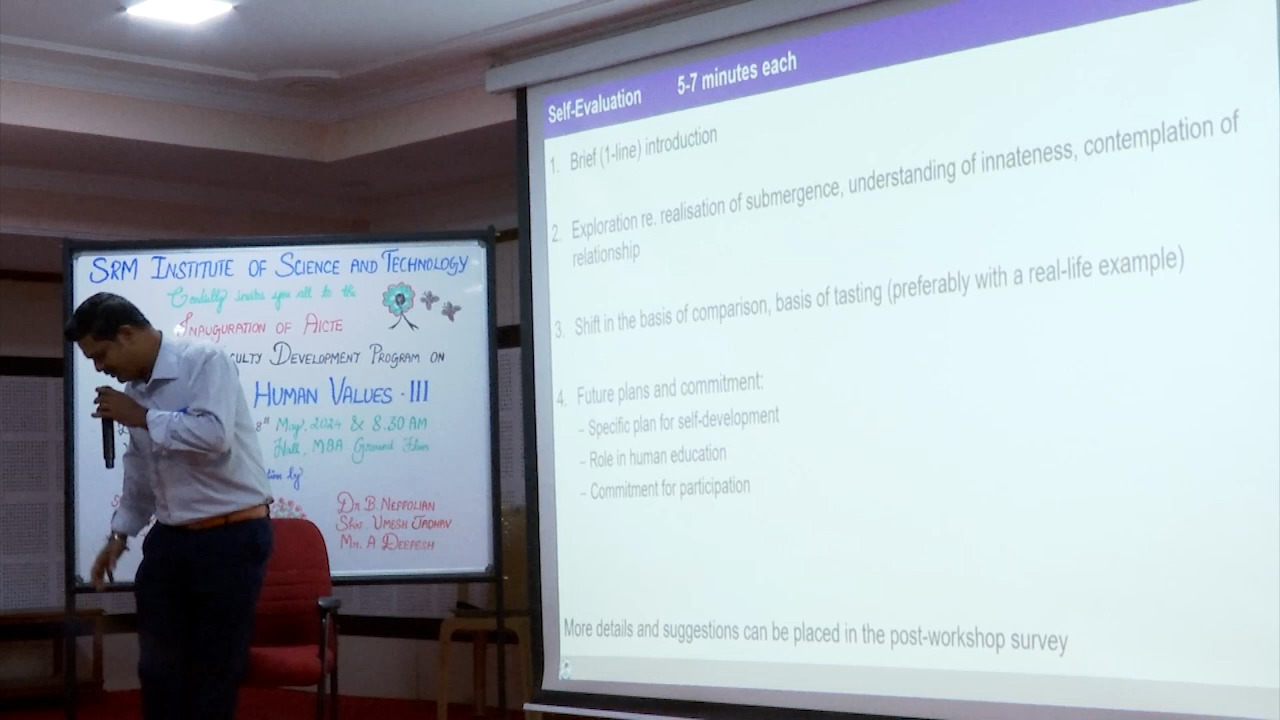 SRM INSTITUTE OF SCIENCE AND TECHNOLOGY
Cordially invites you all to the
INAUGURATION OF AICTE
CULTY DEVELOPMENT PROGRAM ON
HUMAN VALUES - III
8th May, 2024 & 8.30 AM
Hall, MBA Ground Floor
tion by
DR B. NEPPOLIAN
SHRI. UMESH JADHAV
MR. A DEEPESH
Self-Evaluation 5-7 minutes each
1. Brief (1-line) introduction
2. Exploration re. realisation of submergence, understanding of innateness, contemplation of
relationship
3. Shift in the basis of comparison, basis of tasting (preferably with a real-life example)
4. Future plans and commitment:
– Specific plan for self-development
– Role in human education
– Commitment for participation
More details and suggestions can be placed in the post-workshop survey